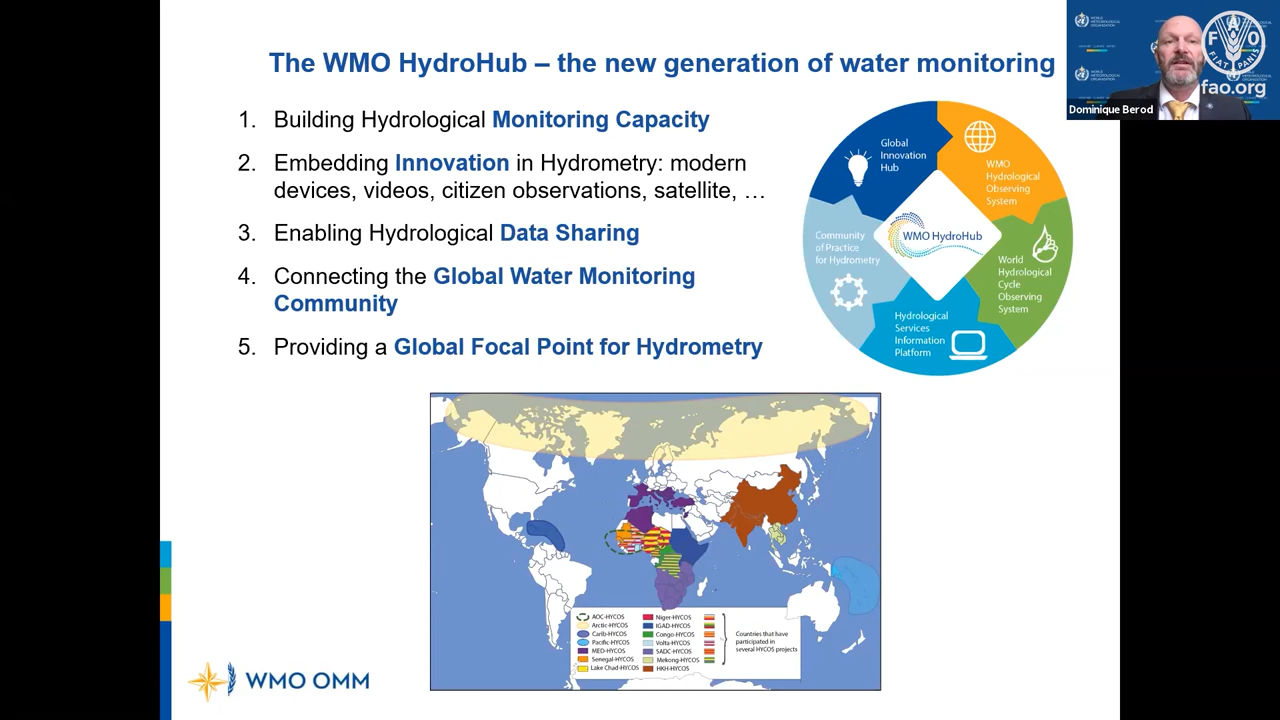 The WMO HydroHub – the new generation of water monitoring
1. Building Hydrological Monitoring Capacity
2. Embedding Innovation in Hydrometry: modern
devices, videos, citizen observations, satellite, …
3. Enabling Hydrological Data Sharing
4. Connecting the Global Water Monitoring
Community
5. Providing a Global Focal Point for Hydrometry
Global
Innovation
Hub
WMO
Hydrological
Observing
System
World
Hydrological
Cycle
Observing
System
Hydrological
Services
Information
Platform
Community
of Practice
for Hydrometry
WMO HydroHub
AOC-HYCOS
Arctic-HYCOS
Carib-HYCOS
Pacific-HYCOS
MED-HYCOS
Senegal-HYCOS
Lake Chad-HYCOS
Niger-HYCOS
IGAD-HYCOS
Congo-HYCOS
Volta-HYCOS
SADC-HYCOS
Mekong-HYCOS
HKH-HYCOS
Countries that have
participated in
several HYCOS projects
WMO OMM
FAO
FIAT PANIS
fao.org
Dominique Berod